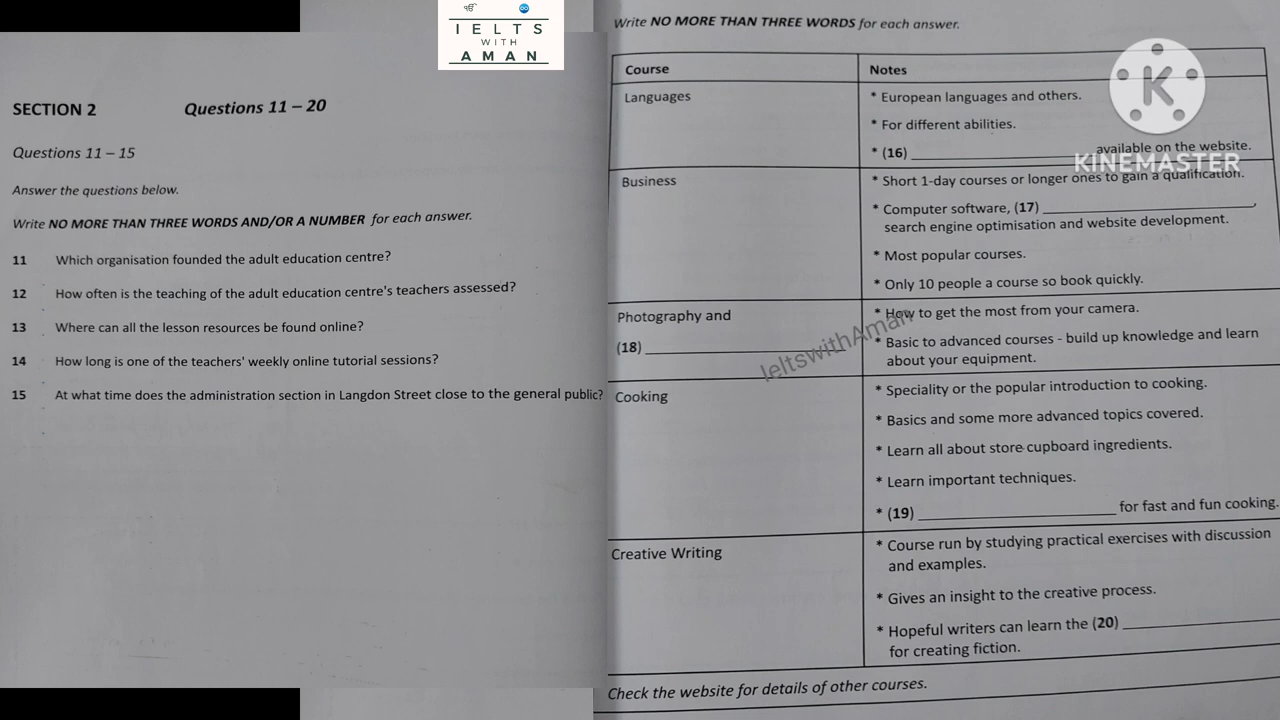 ੴ
IELTS
WITH
AMAN
SECTION 2 Questions 11 – 20
Questions 11 – 15
Answer the questions below.
Write NO MORE THAN THREE WORDS AND/OR A NUMBER for each answer.
11 Which organisation founded the adult education centre?
12 How often is the teaching of the adult education centre's teachers assessed?
13 Where can all the lesson resources be found online?
14 How long is one of the teachers' weekly online tutorial sessions?
15 At what time does the administration section in Langdon Street close to the general public?
Write NO MORE THAN THREE WORDS for each answer.
Course Notes
Languages
* European languages and others.
* For different abilities.
* (16) ______ available on the website.
Business
* Short 1-day courses or longer ones to gain a qualification.
* Computer software, (17) ______,
search engine optimisation and website development.
* Most popular courses.
* Only 10 people a course so book quickly.
Photography and
(18) ______
* How to get the most from your camera.
* Basic to advanced courses - build up knowledge and learn
about your equipment.
Cooking
* Speciality or the popular introduction to cooking.
* Basics and some more advanced topics covered.
* Learn all about store cupboard ingredients.
* Learn important techniques.
* (19) ______ for fast and fun cooking.
Creative Writing
* Course run by studying practical exercises with discussion
and examples.
* Gives an insight to the creative process.
* Hopeful writers can learn the (20) ______
for creating fiction.
Check the website for details of other courses.
IeltswithAman
K
KINEMASTER